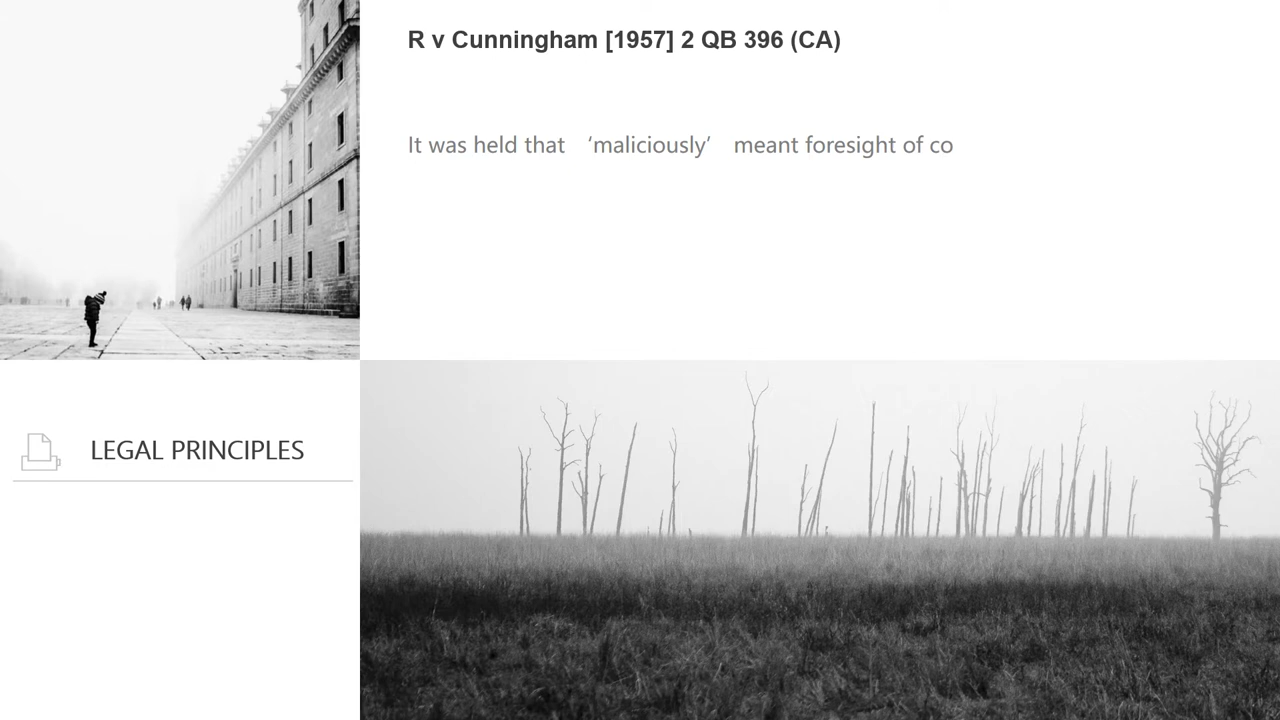 R v Cunningham [1957] 2 QB 396 (CA)
It was held that ‘maliciously’ meant foresight of co
LEGAL PRINCIPLES